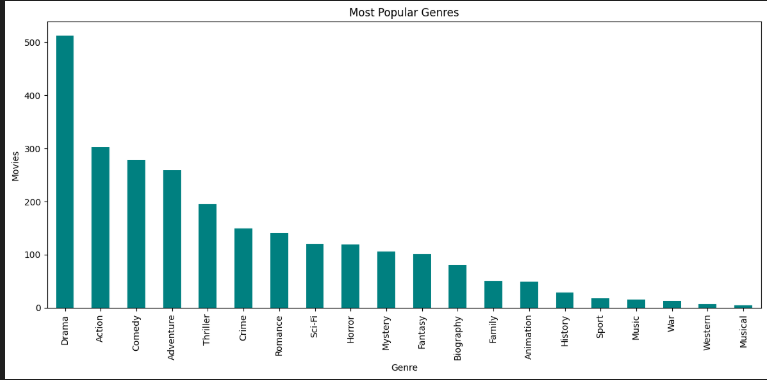 Most Popular Genres
Movies
500
400
300
200
100
0
Drama
Action
Comedy
Adventure
Thriller
Crime
Romance
Sci-Fi
Horror
Mystery
Fantasy
Biography
Family
Animation
History
Sport
Music
War
Western
Musical
Genre